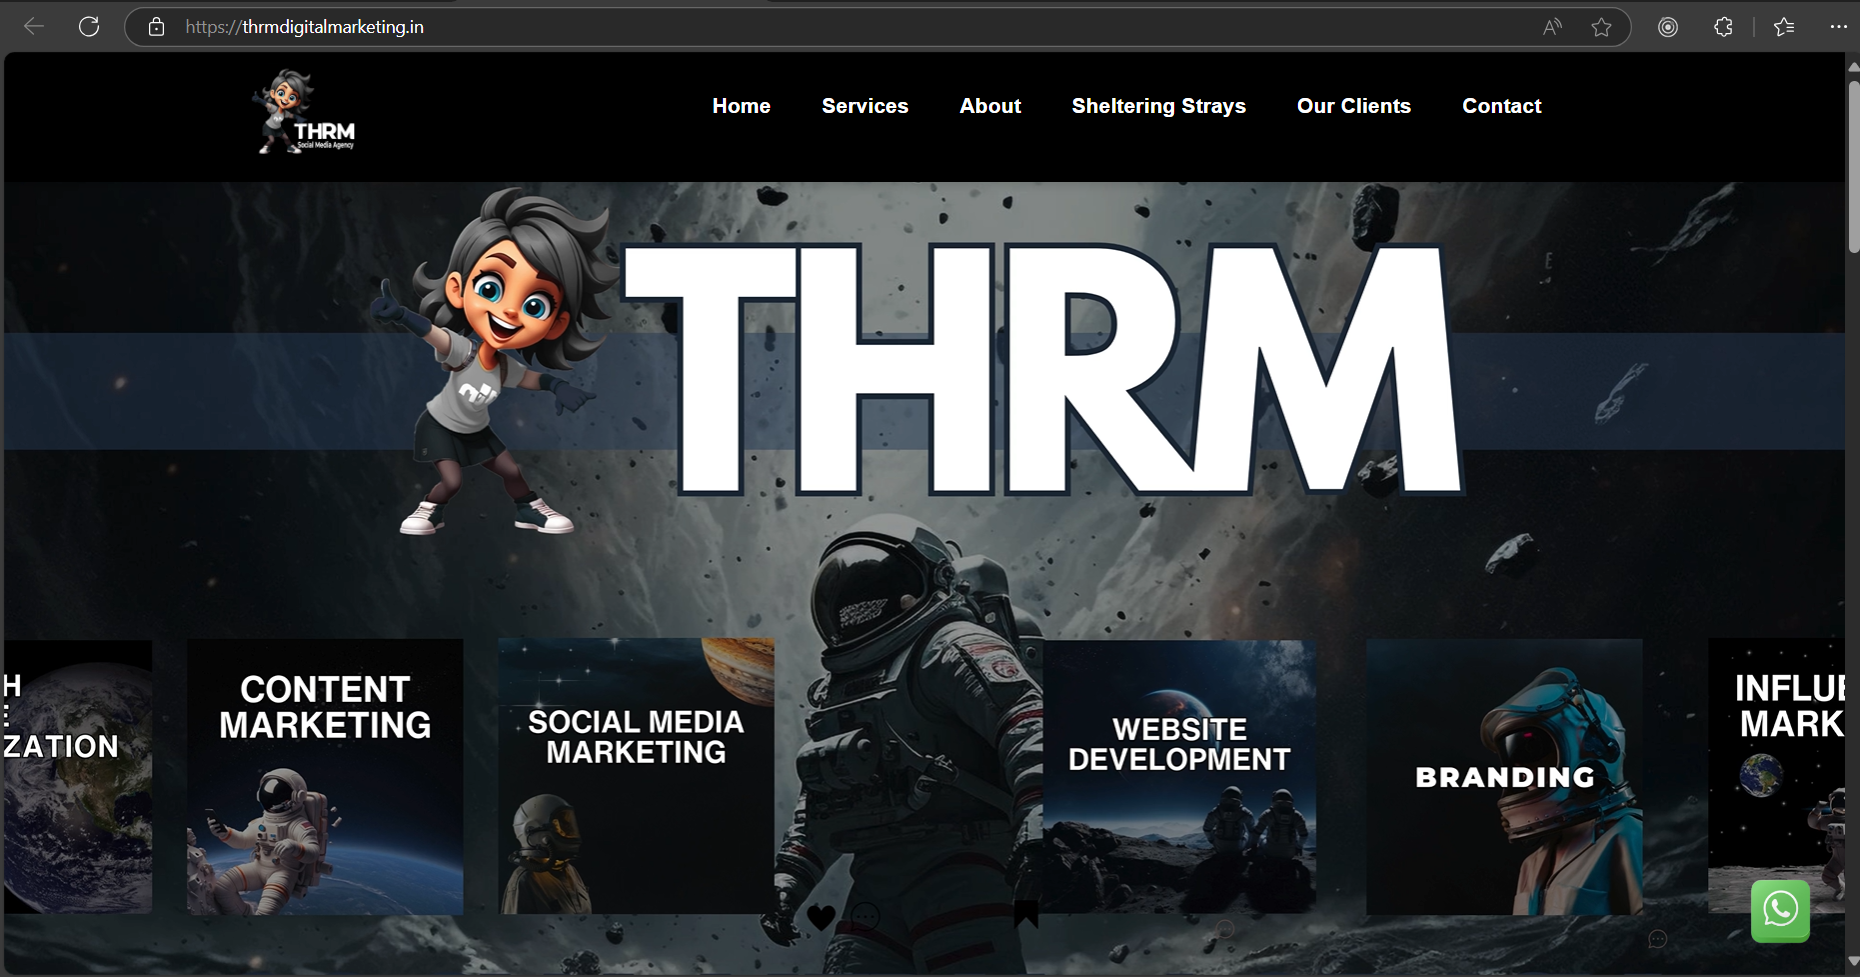 https://thrmdigitalmarketing.in
THRM
Social Media Agency
Home
Services
About
Sheltering Strays
Our Clients
Contact
THRM
H
ZATION
CONTENT
MARKETING
SOCIAL MEDIA
MARKETING
WEBSITE
DEVELOPMENT
BRANDING
INFLUE
MARK